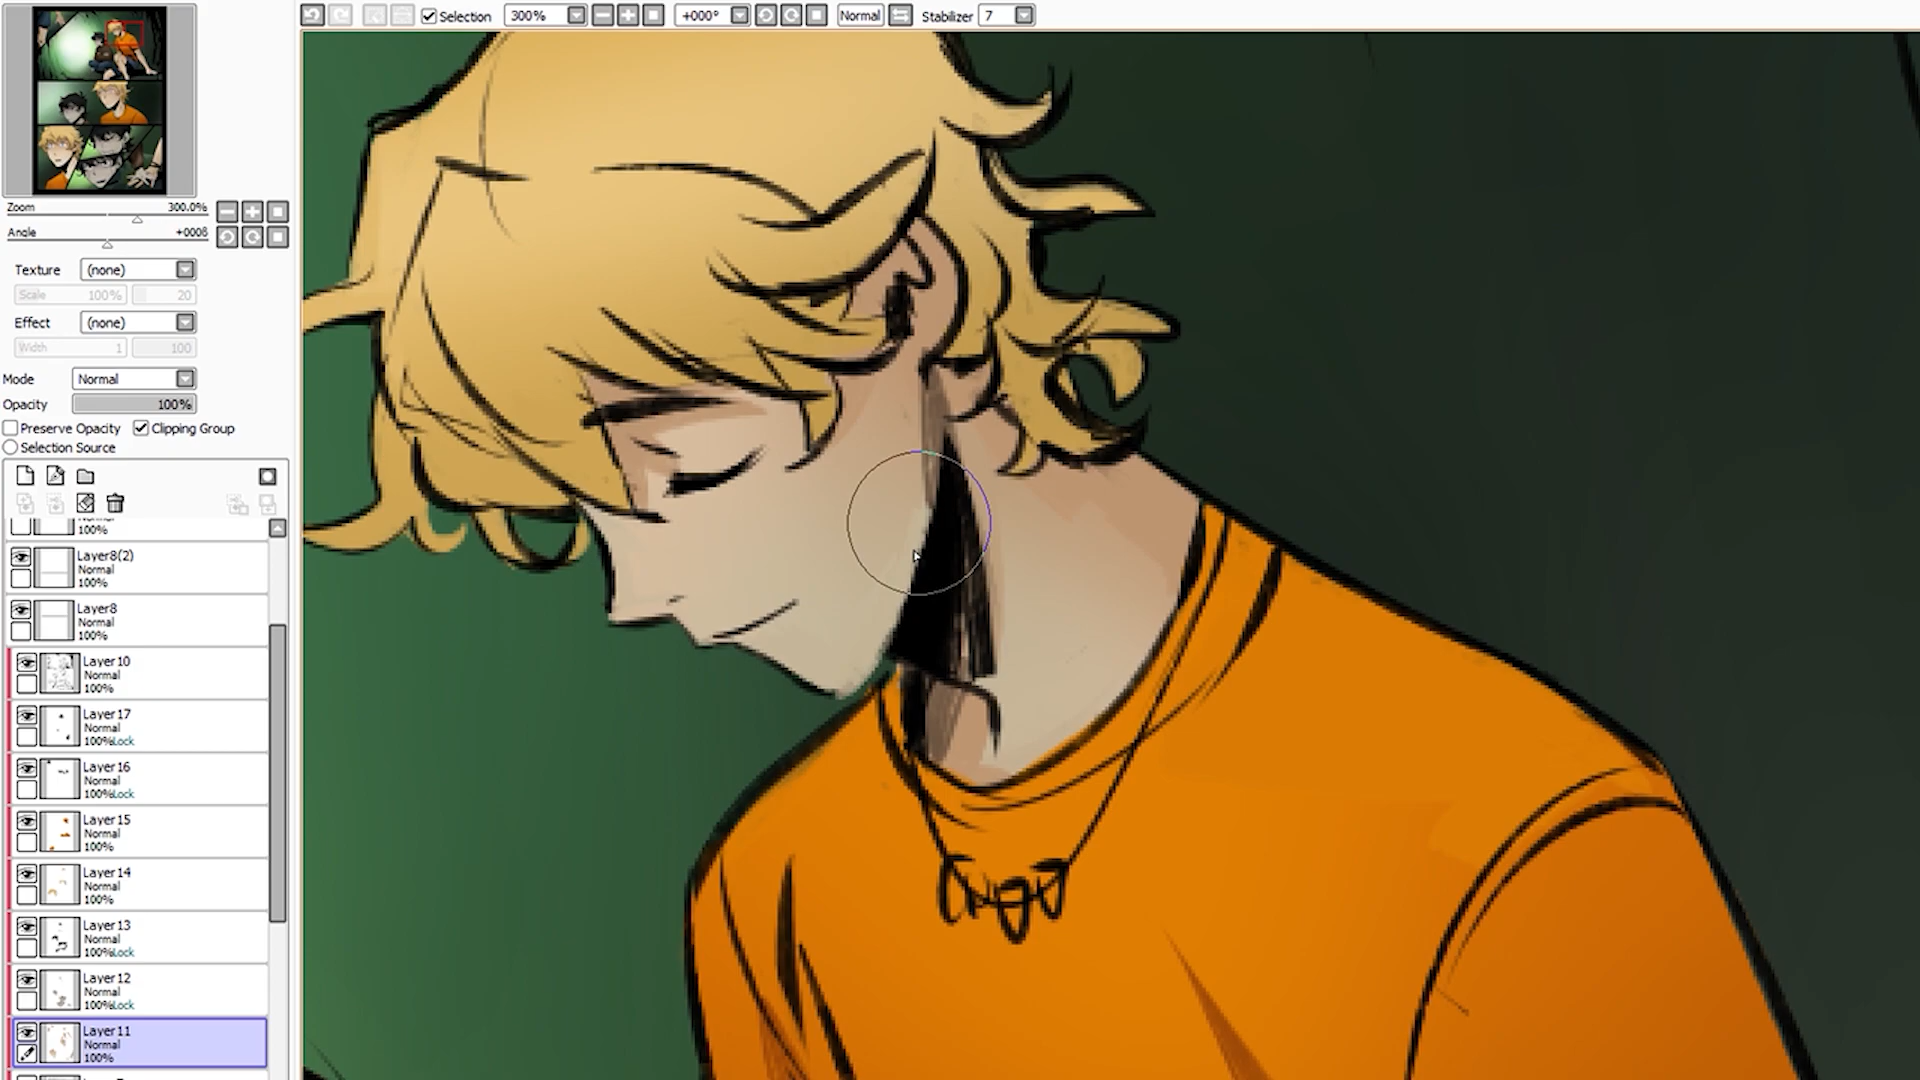 Selection 300% +000° Normal Stabilizer 7
Zoom 300.0%
Angle +000δ
Texture (none)
Scale 100% 20
Effect (none)
Width 1 100
Mode Normal
Opacity 100%
Preserve Opacity Clipping Group
Selection Source
100%
Layer8(2)
Normal
100%
Layer8
Normal
100%
Layer10
Normal
100%
Layer17
Normal
100%Lock
Layer16
Normal
100%Lock
Layer15
Normal
100%
Layer14
Normal
100%
Layer13
Normal
100%Lock
Layer12
Normal
100%Lock
Layer11
Normal
100%